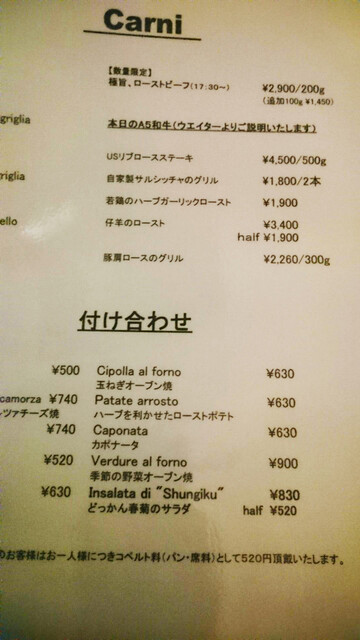 Carni
【数量限定】
極旨、ローストビーフ(17:30～) ¥2,900/200g
(追加100g ¥1,450)
griglia
本日のA5和牛(ウエイターよりご説明いたします)
USリブロースステーキ ¥4,500/500g
riglia 自家製サルシッチャのグリル ¥1,800/2本
若鶏のハーブガーリックロースト ¥1,900
ello 仔羊のロースト ¥3,400
half ¥1,900
豚肩ロースのグリル ¥2,260/300g
付け合わせ
¥500 Cipolla al forno ¥630
玉ねぎオーブン焼
camorza ¥740 Patate arrosto ¥630
ツァチーズ焼 ハーブを利かせたローストポテト
¥740 Caponata ¥630
カポナータ
¥520 Verdure al forno ¥900
季節の野菜オーブン焼
¥630 Insalata di "Shungiku" ¥830
どっかん春菊のサラダ half ¥520
のお客様はお一人様につきコペルト料(パン・席料)として520円頂戴いたします。